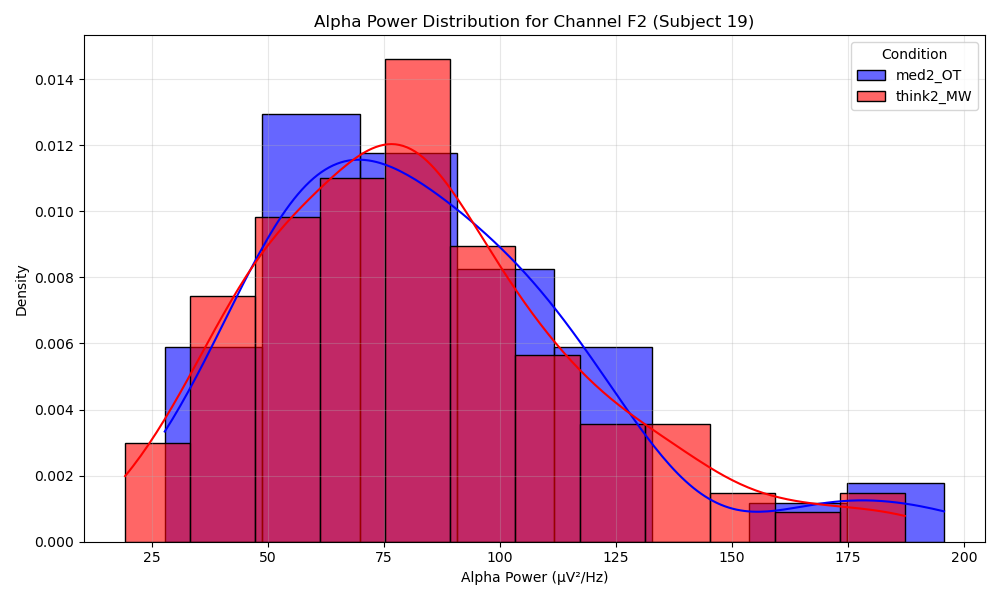 Alpha Power Distribution for Channel F2 (Subject 19)
Condition
med2_OT
think2_MW
Density
0.014
0.012
0.010
0.008
0.006
0.004
0.002
0.000
25 50 75 100 125 150 175 200
Alpha Power (μV²/Hz)